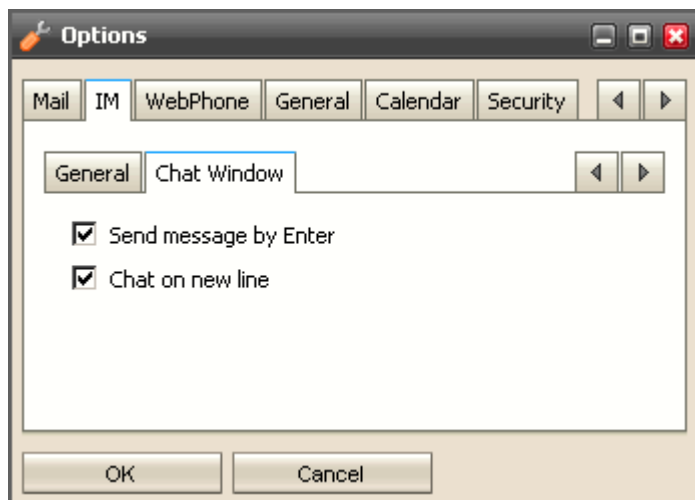 Options
Mail IM WebPhone General Calendar Security
General Chat Window
Send message by Enter
Chat on new line
OK Cancel